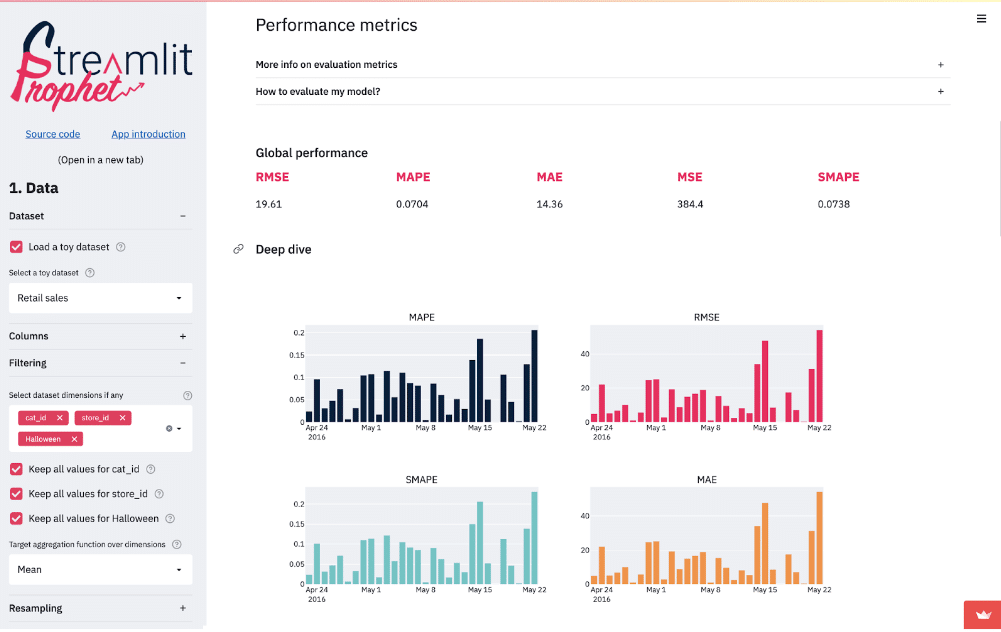 Streamlit
Prophet
Source code App introduction
(Open in a new tab)
1. Data
Dataset −
Load a toy dataset ?
Select a toy dataset ?
Retail sales
Columns +
Filtering −
Select dataset dimensions if any ?
cat_id × store_id ×
Halloween ×
Keep all values for cat_id ?
Keep all values for store_id ?
Keep all values for Halloween ?
Target aggregation function over dimensions ?
Mean
Resampling +
Performance metrics
More info on evaluation metrics +
How to evaluate my model? +
Global performance
RMSE MAPE MAE MSE SMAPE
19.61 0.0704 14.36 384.4 0.0738
Deep dive
MAPE
0.2
0.15
0.1
0.05
0
Apr 24 May 1 May 8 May 15 May 22
2016
RMSE
40
20
0
Apr 24 May 1 May 8 May 15 May 22
2016
SMAPE
0.2
0.15
0.1
0.05
0
Apr 24 May 1 May 8 May 15 May 22
2016
MAE
40
20
0
Apr 24 May 1 May 8 May 15 May 22
2016